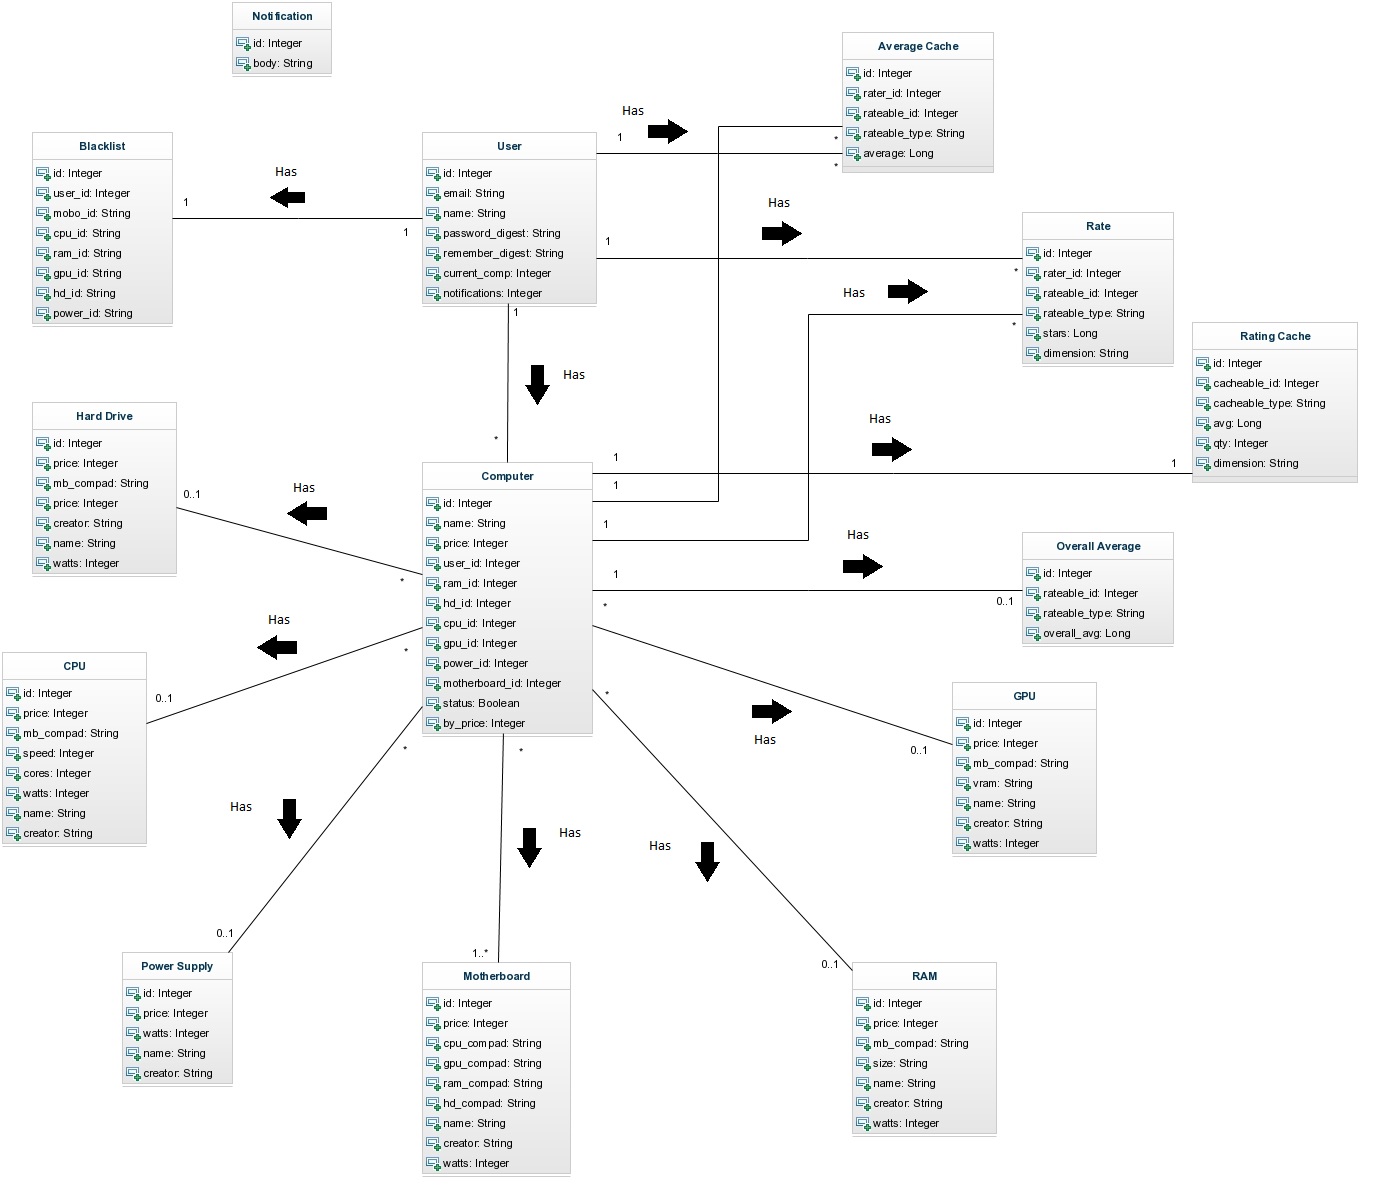 Notification
id: Integer
body: String
Average Cache
id: Integer
rater_id: Integer
rateable_id: Integer
rateable_type: String
average: Long
Has
1
*
*
Blacklist
id: Integer
user_id: Integer
mobo_id: String
cpu_id: String
ram_id: String
gpu_id: String
hd_id: String
power_id: String
Has
1
1
User
id: Integer
email: String
name: String
password_digest: String
remember_digest: String
current_comp: Integer
notifications: Integer
Has
1
*
Rate
id: Integer
rater_id: Integer
rateable_id: Integer
rateable_type: String
stars: Long
dimension: String
Has
*
1
Has
*
Rating Cache
id: Integer
cacheable_id: Integer
cacheable_type: String
avg: Long
qty: Integer
dimension: String
Has
1
1
1
1
Hard Drive
id: Integer
price: Integer
mb_compad: String
price: Integer
creator: String
name: String
watts: Integer
Has
0..1
*
Computer
id: Integer
name: String
price: Integer
user_id: Integer
ram_id: Integer
hd_id: Integer
cpu_id: Integer
gpu_id: Integer
power_id: Integer
motherboard_id: Integer
status: Boolean
by_price: Integer
Has
1
0..1
Overall Average
id: Integer
rateable_id: Integer
rateable_type: String
overall_avg: Long
Has
0..1
*
CPU
id: Integer
price: Integer
mb_compad: String
speed: Integer
cores: Integer
watts: Integer
name: String
creator: String
*
Has
0..1
GPU
id: Integer
price: Integer
mb_compad: String
vram: String
name: String
creator: String
watts: Integer
*
Has
0..1
*
Has
1..*
*
Has
0..1
Power Supply
id: Integer
price: Integer
watts: Integer
name: String
creator: String
Motherboard
id: Integer
price: Integer
cpu_compad: String
gpu_compad: String
ram_compad: String
hd_compad: String
name: String
creator: String
watts: Integer
RAM
id: Integer
price: Integer
mb_compad: String
size: String
name: String
creator: String
watts: Integer